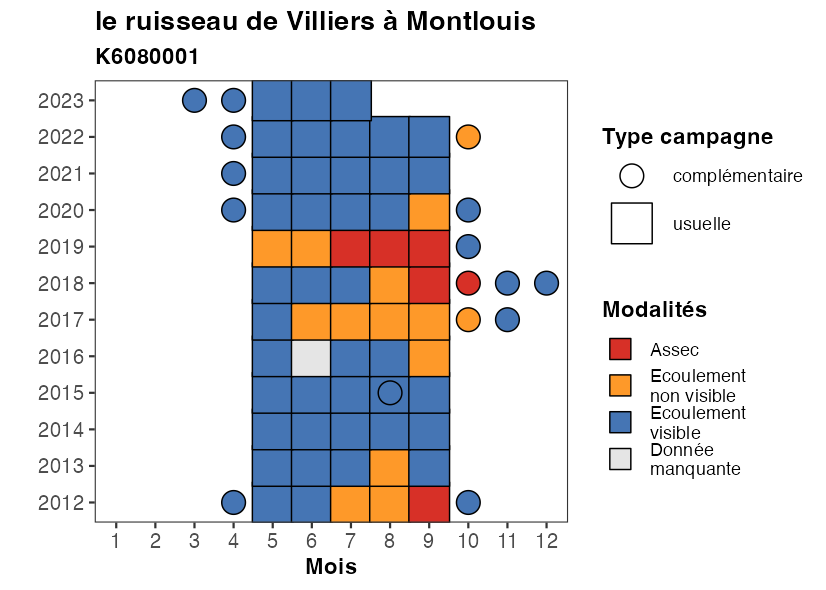 le ruisseau de Villiers à Montlouis
K6080001
2023
2022
2021
2020
2019
2018
2017
2016
2015
2014
2013
2012
1 2 3 4 5 6 7 8 9 10 11 12
Mois
Type campagne
complémentaire
usuelle
Modalités
Assec
Ecoulement
non visible
Ecoulement
visible
Donnée
manquante